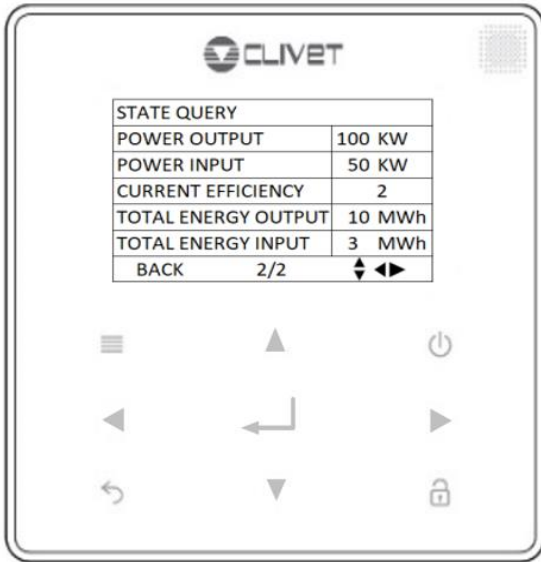 CLIVET
STATE QUERY
POWER OUTPUT 100 KW
POWER INPUT 50 KW
CURRENT EFFICIENCY 2
TOTAL ENERGY OUTPUT 10 MWh
TOTAL ENERGY INPUT 3 MWh
BACK 2/2